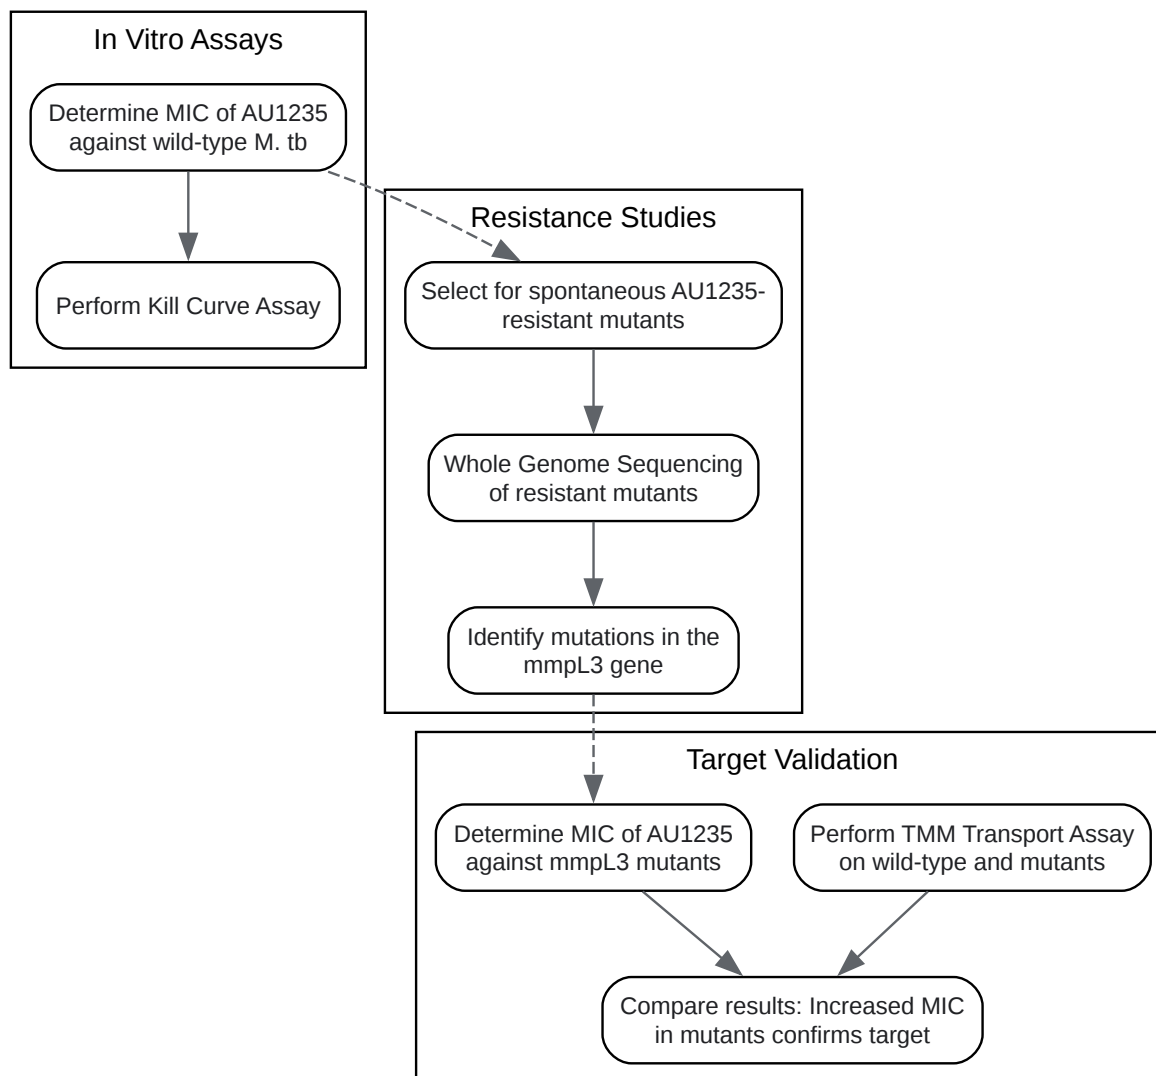 In Vitro Assays
Determine MIC of AU1235
against wild-type M. tb
Perform Kill Curve Assay
Resistance Studies
Select for spontaneous AU1235-
resistant mutants
Whole Genome Sequencing
of resistant mutants
Identify mutations in the
mmpL3 gene
Target Validation
Determine MIC of AU1235
against mmpL3 mutants
Perform TMM Transport Assay
on wild-type and mutants
Compare results: Increased MIC
in mutants confirms target